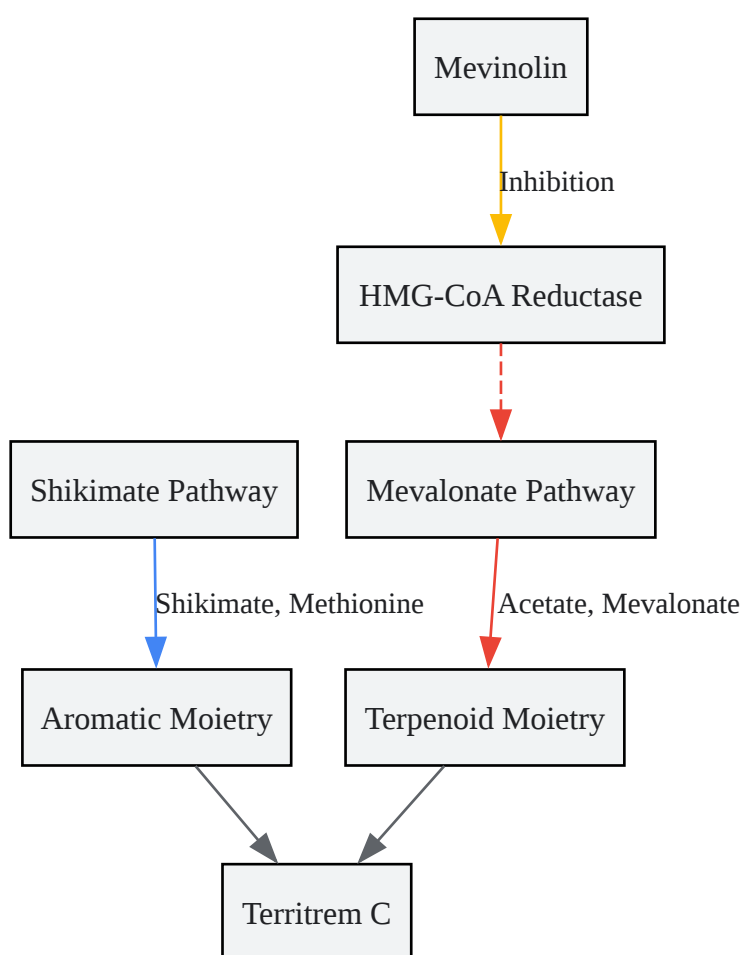 Mevinolin
Inhibition
HMG-CoA Reductase
Shikimate Pathway
Mevalonate Pathway
Shikimate, Methionine
Acetate, Mevalonate
Aromatic Moietry
Terpenoid Moietry
Territrem C